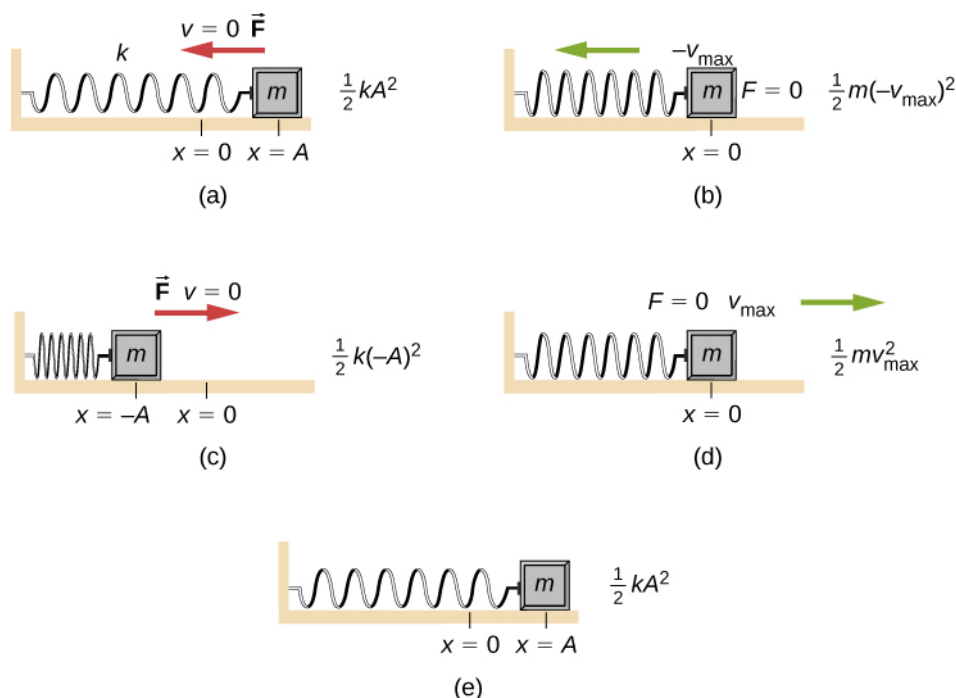 v = 0 F⃗
k
m
½ kA²
x = 0 x = A
(a)
−v_max
m
F = 0
½ m(−v_max)²
x = 0
(b)
F⃗ v = 0
m
½ k(−A)²
x = −A x = 0
(c)
F = 0 v_max
m
½ mv²_max
x = 0
(d)
m
½ kA²
x = 0 x = A
(e)